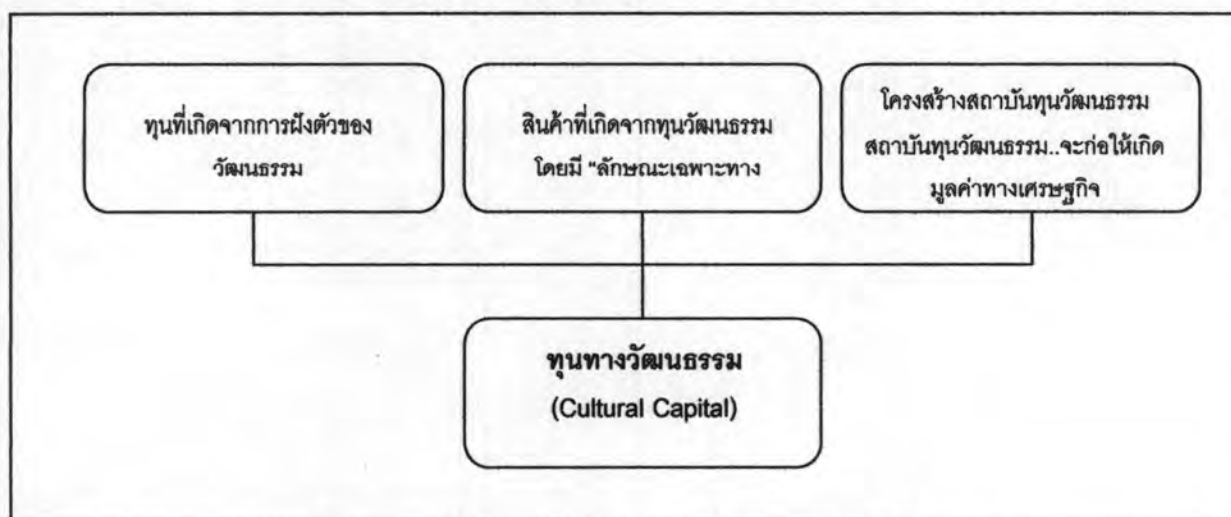 ทุนที่เกิดจากการฝังตัวของ
วัฒนธรรม
สินค้าที่เกิดจากทุนวัฒนธรรม
โดยมี "ลักษณะเฉพาะทาง
โครงสร้างสถาบันทุนวัฒนธรรม
สถาบันทุนวัฒนธรรม..จะก่อให้เกิด
มูลค่าทางเศรษฐกิจ
ทุนทางวัฒนธรรม
(Cultural Capital)